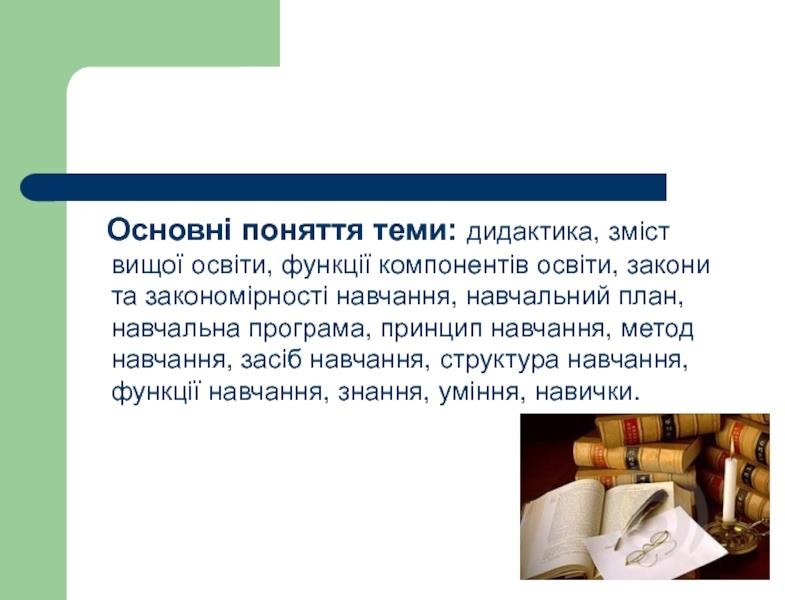 Основні поняття теми: дидактика, зміст
вищої освіти, функції компонентів освіти, закони
та закономірності навчання, навчальний план,
навчальна програма, принцип навчання, метод
навчання, засіб навчання, структура навчання,
функції навчання, знання, уміння, навички.